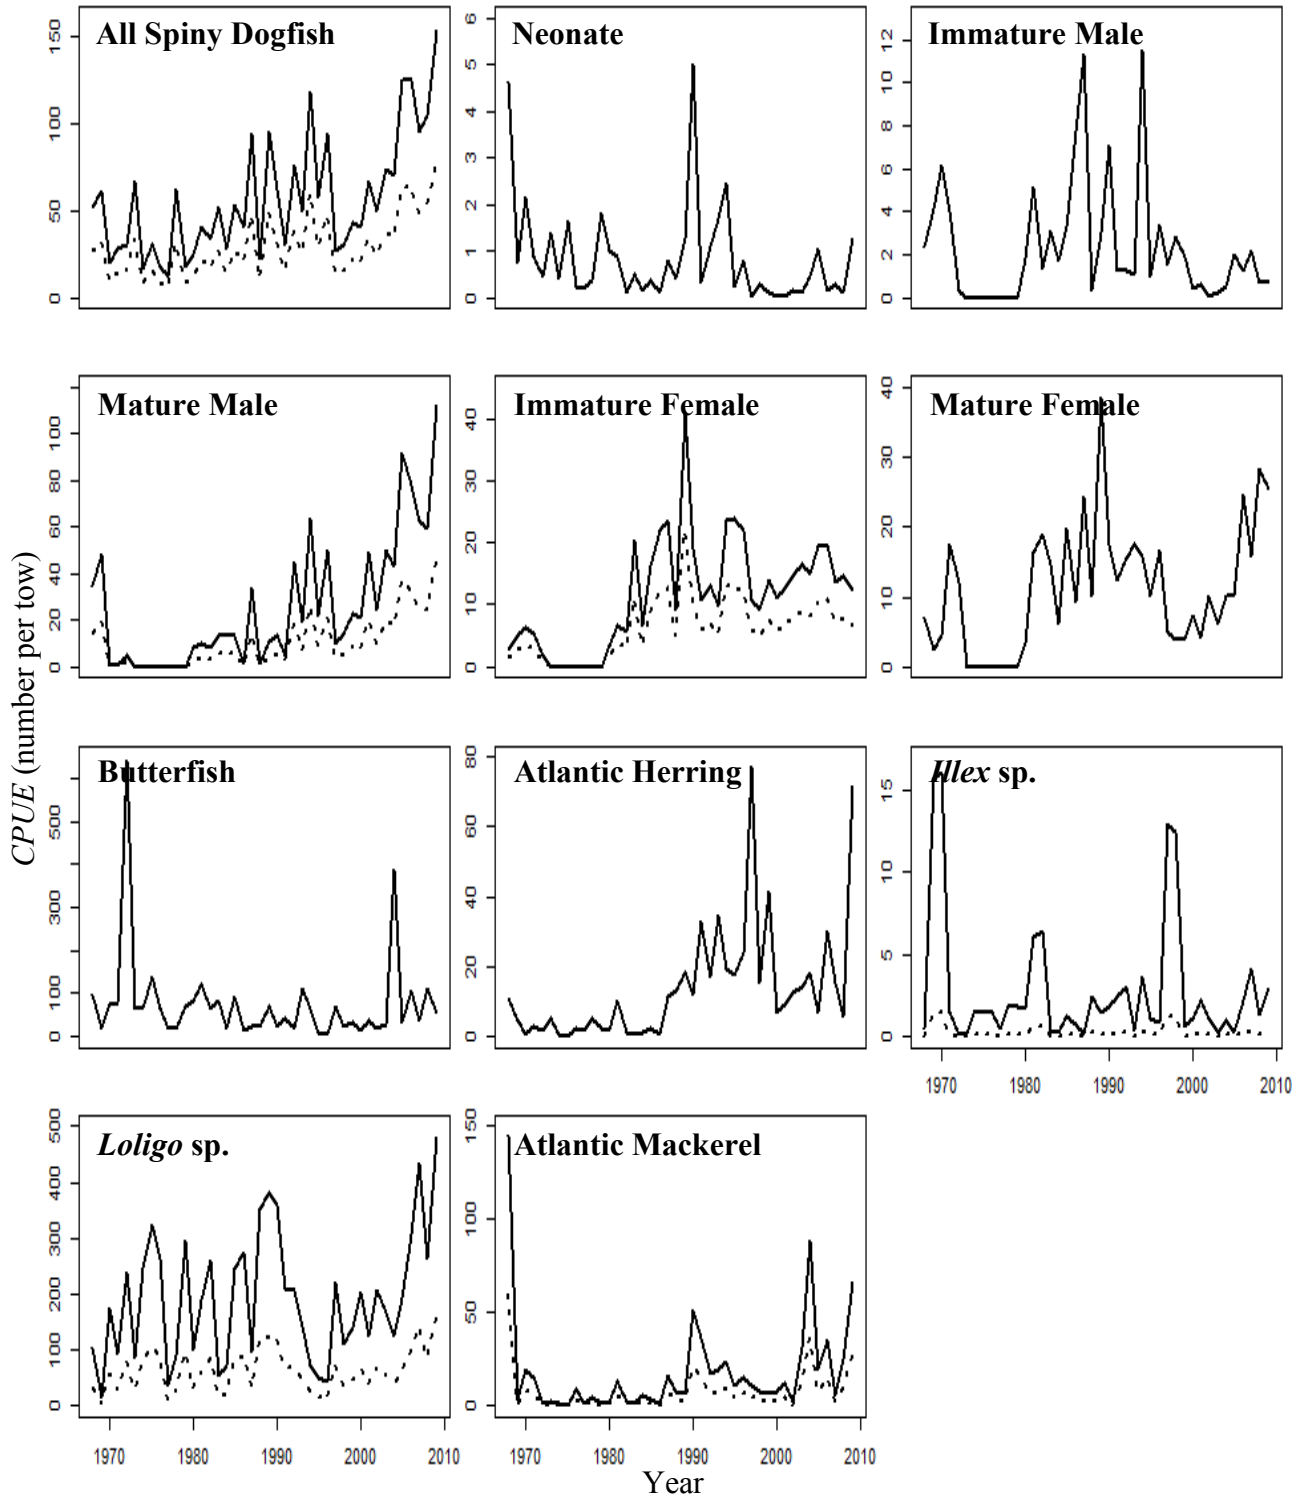 All Spiny Dogfish
0 50 100 150
Neonate
0 1 2 3 4 5 6
Immature Male
0 2 4 6 8 10 12
Mature Male
0 20 40 60 80 100
Immature Female
0 10 20 30 40
Mature Female
0 10 20 30 40
CPUE (number per tow)
Butterfish
0 100 300 500
Atlantic Herring
0 20 40 60 80
Illex sp.
0 5 10 15
1970 1980 1990 2000 2010
Loligo sp.
0 100 200 300 400 500
1970 1980 1990 2000 2010
Atlantic Mackerel
0 50 100 150
1970 1980 1990 2000 2010
Year